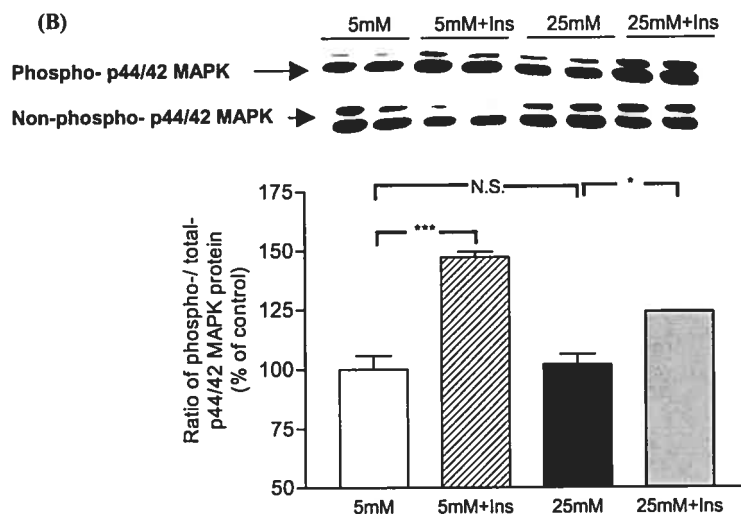 (B)
5mM 5mM+Ins 25mM 25mM+Ins
Phospho- p44/42 MAPK
Non-phospho- p44/42 MAPK
Ratio of phospho-/ total-
p44/42 MAPK protein
(% of control)
175
150
125
100
75
50
N.S.
*
***
5mM 5mM+Ins 25mM 25mM+Ins